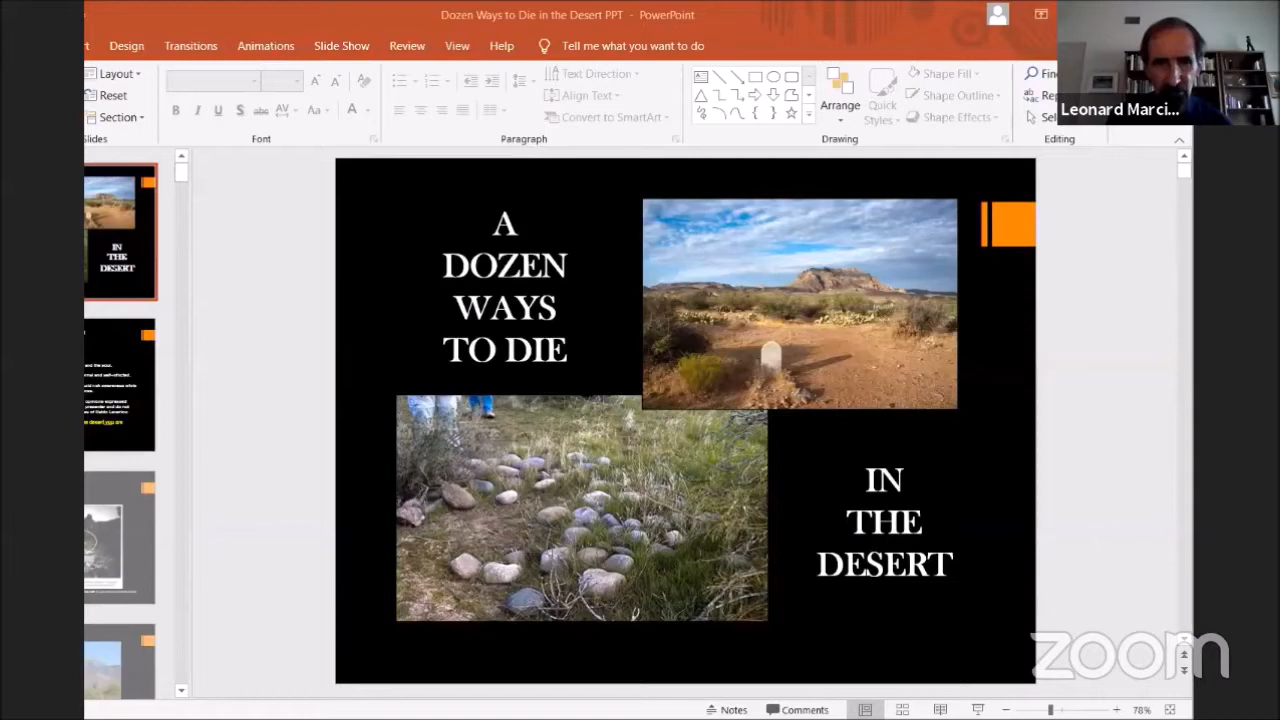 Dozen Ways to Die in the Desert PPT - PowerPoint
Design Transitions Animations Slide Show Review View Help Tell me what you want to do
Layout
Reset
Section
Slides
B I U S abc AV Aa A
Font
Text Direction
Align Text
Convert to SmartArt
Paragraph
Arrange
Quick
Styles
Shape Fill
Shape Outline
Shape Effects
Drawing
Editing
Leonard Marci...
IN
THE
DESERT
A
DOZEN
WAYS
TO DIE
IN
THE
DESERT
zoom
Notes Comments 78%